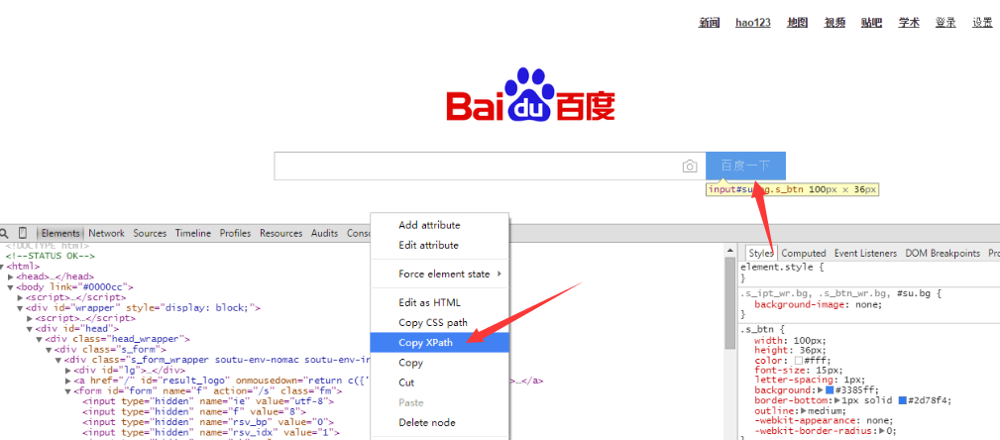 新闻 hao123 地图 视频 贴吧 学术 登录 设置
Bai du 百度
百度一下
input#su.bg.s_btn 100px × 36px
Elements Network Sources Timeline Profiles Resources Audits
Add attribute
Edit attribute
Force element state
Edit as HTML
Copy CSS path
Copy XPath
Copy
Cut
Paste
Delete node
<!DOCTYPE html>
<!--STATUS OK-->
<html>
<head>…</head>
<body link="#0000cc">
<script>…</script>
<div id="wrapper" style="display: block;">
<script>…</script>
<div id="head">
<div class="head_wrapper">
<div class="s_form">
<div class="s_form_wrapper soutu-env-nomac soutu-env-in
<div id="lg">…</div>
<a href="/" id="result_logo" onmousedown="return c({' >…</a>
<form id="form" name="f" action="/s" class="fm">
<input type="hidden" name="ie" value="utf-8">
<input type="hidden" name="f" value="8">
<input type="hidden" name="rsv_bp" value="0">
<input type="hidden" name="rsv_idx" value="1">
Styles Computed Event Listeners DOM Breakpoints
element.style {
}
.s_ipt_wr.bg, .s_btn_wr.bg, #su.bg {
background-image: none;
}
.s_btn {
width: 100px;
height: 36px;
color: #fff;
font-size: 15px;
letter-spacing: 1px;
background: #3385ff;
border-bottom: 1px solid #2d78f4;
outline: medium;
-webkit-appearance: none;
-webkit-border-radius: 0;